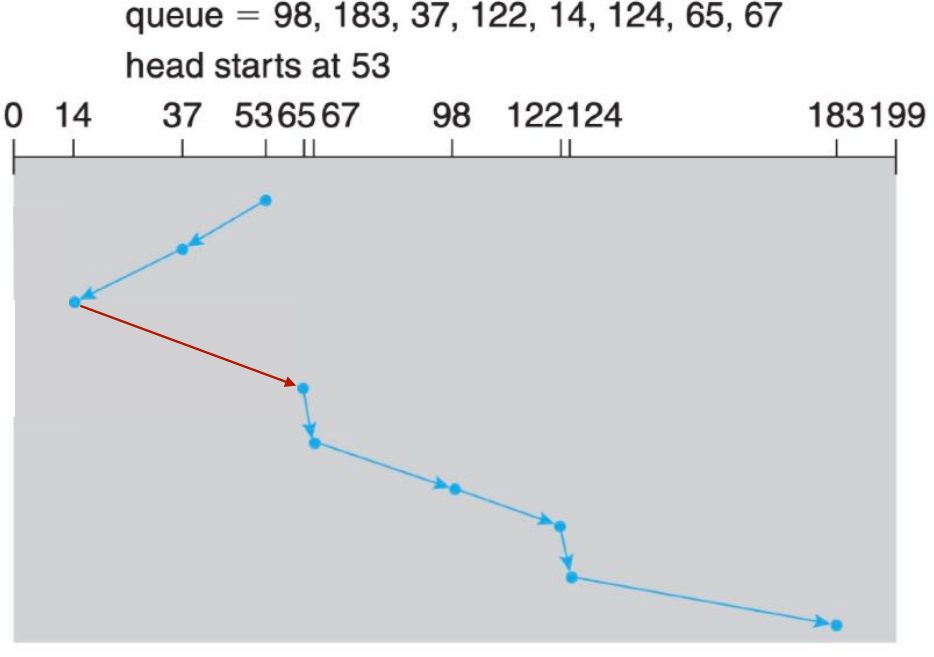 queue = 98, 183, 37, 122, 14, 124, 65, 67
head starts at 53
0 14 37 53 65 67 98 122 124 183 199